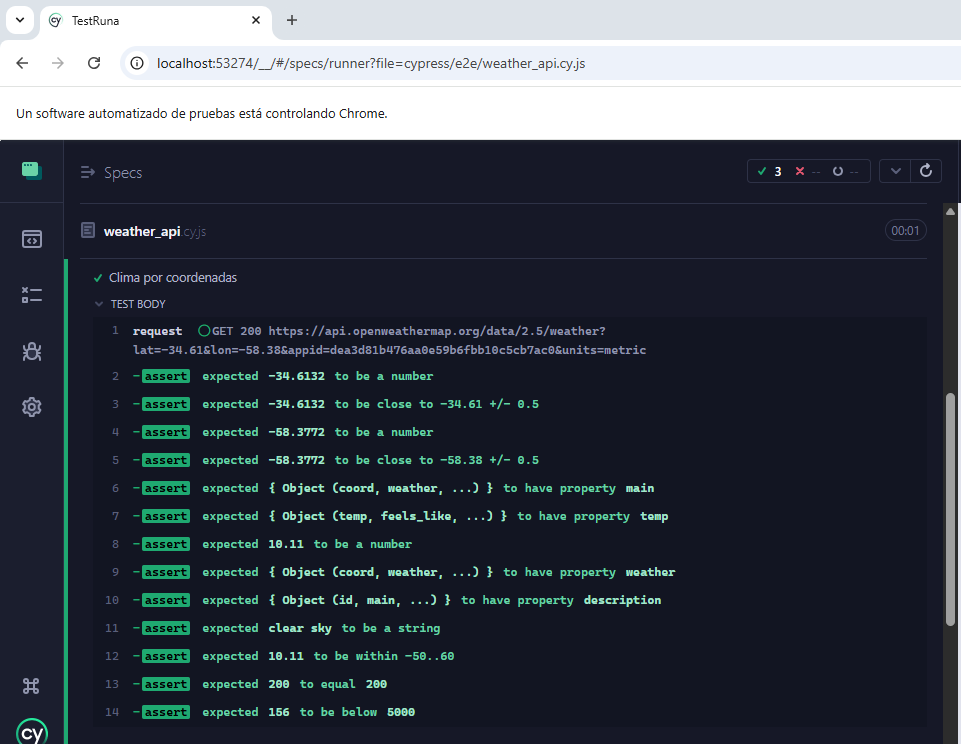 TestRuna
localhost:53274/__/#/specs/runner?file=cypress/e2e/weather_api.cy.js
Un software automatizado de pruebas está controlando Chrome.
Specs
3 -- --
weather_api.cy.js
00:01
Clima por coordenadas
TEST BODY
1 request GET 200 https://api.openweathermap.org/data/2.5/weather?
lat=-34.61&lon=-58.38&appid=dea3d81b476aa0e59b6fbb10c5cb7ac0&units=metric
2 -assert expected -34.6132 to be a number
3 -assert expected -34.6132 to be close to -34.61 +/- 0.5
4 -assert expected -58.3772 to be a number
5 -assert expected -58.3772 to be close to -58.38 +/- 0.5
6 -assert expected { Object (coord, weather, ...) } to have property main
7 -assert expected { Object (temp, feels_like, ...) } to have property temp
8 -assert expected 10.11 to be a number
9 -assert expected { Object (coord, weather, ...) } to have property weather
10 -assert expected { Object (id, main, ...) } to have property description
11 -assert expected clear sky to be a string
12 -assert expected 10.11 to be within -50..60
13 -assert expected 200 to equal 200
14 -assert expected 156 to be below 5000
cy